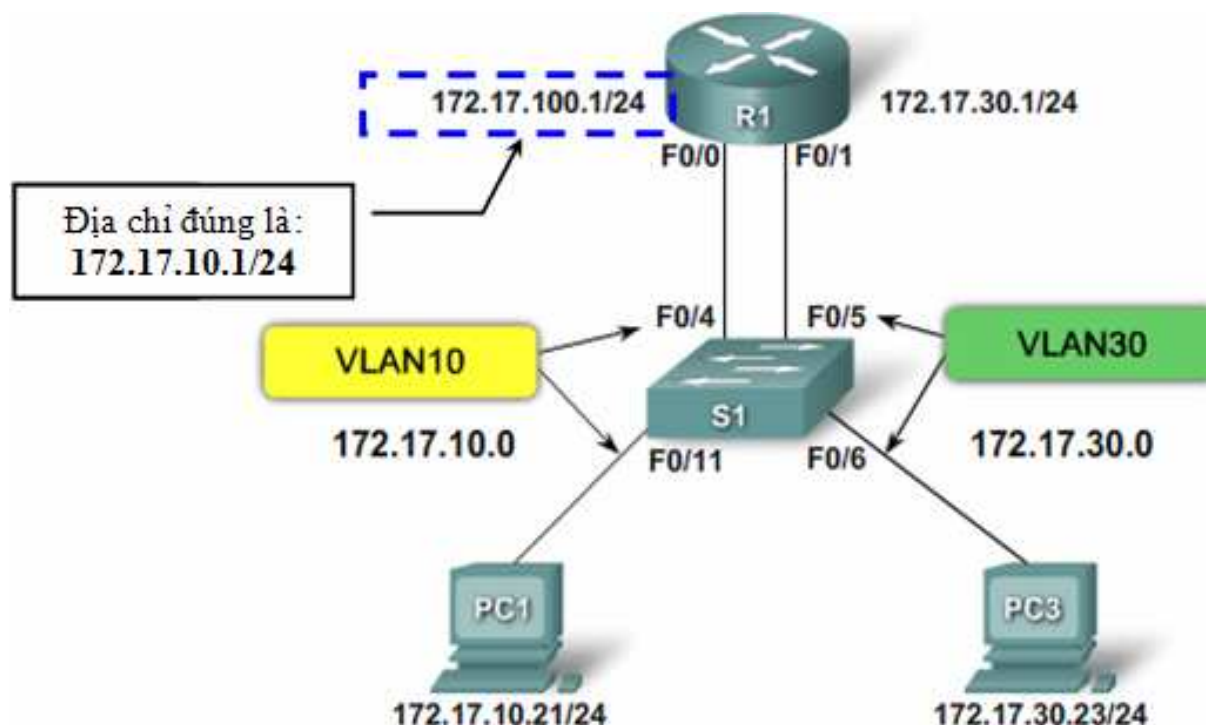 172.17.100.1/24
R1
172.17.30.1/24
F0/0
F0/1
Địa chỉ đúng là:
172.17.10.1/24
F0/4
F0/5
VLAN10
VLAN30
S1
172.17.10.0
172.17.30.0
F0/11
F0/6
PC1
PC3
172.17.10.21/24
172.17.30.23/24